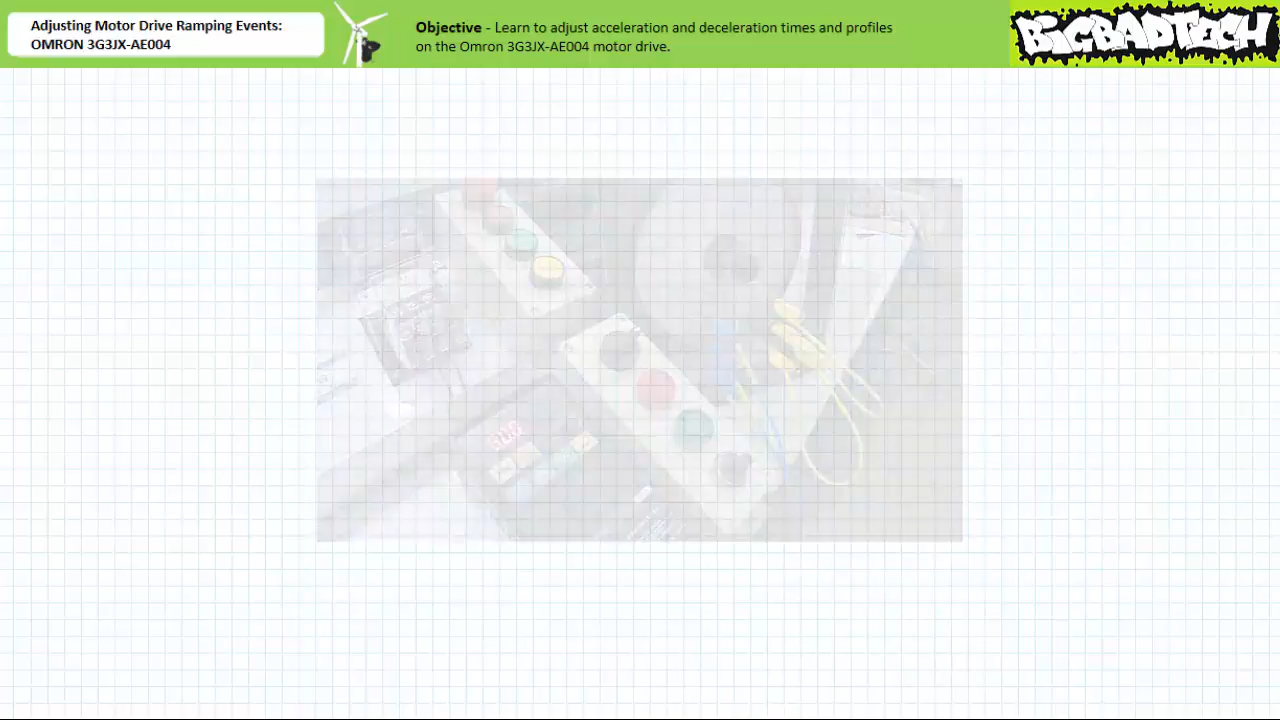 Adjusting Motor Drive Ramping Events:
OMRON 3G3JX-AE004
Objective - Learn to adjust acceleration and deceleration times and profiles
on the Omron 3G3JX-AE004 motor drive.
BIGBADTECH